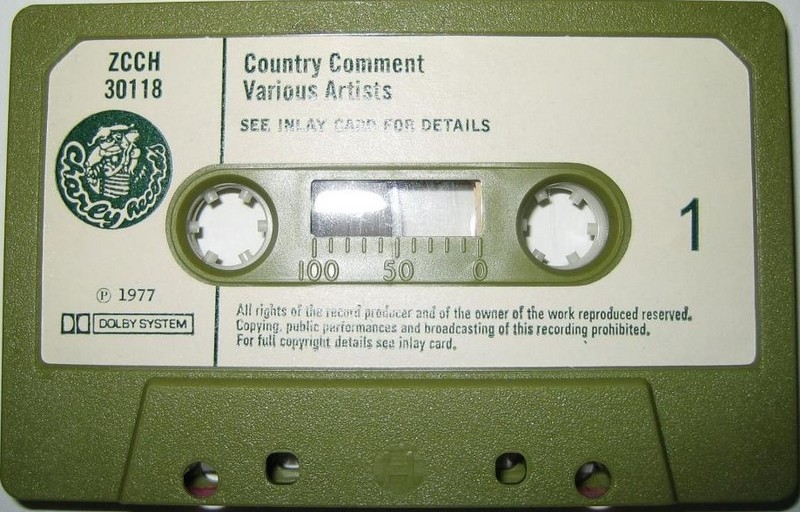 ZCCH
30118
Country Comment
Various Artists
SEE INLAY CARD FOR DETAILS
Charly Records
1
100 50 0
℗ 1977
DOLBY SYSTEM
All rights of the record producer and of the owner of the work reproduced reserved.
Copying, public performances and broadcasting of this recording prohibited.
For full copyright details see inlay card.